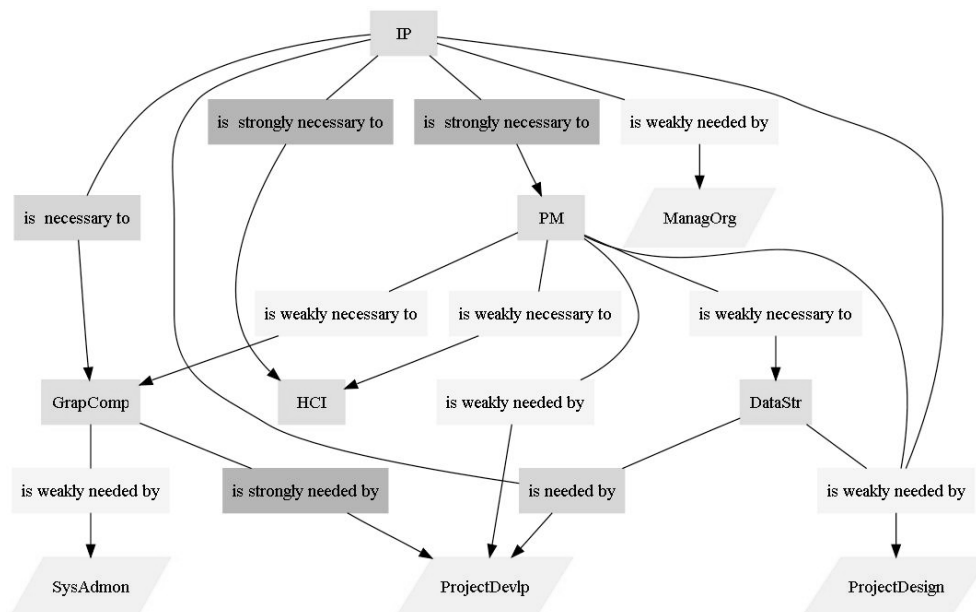 IP
is  strongly necessary to
is  strongly necessary to
is weakly needed by
is  necessary to
PM
ManagOrg
is weakly necessary to
is weakly necessary to
is weakly necessary to
GrapComp
HCI
is weakly needed by
DataStr
is weakly needed by
is strongly needed by
is needed by
is weakly needed by
SysAdmon
ProjectDevlp
ProjectDesign